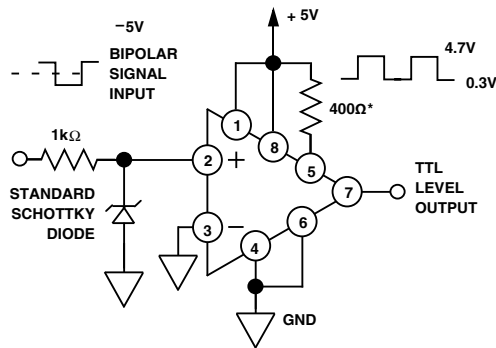 −5V
BIPOLAR
SIGNAL
INPUT
+ 5V
4.7V
0.3V
400Ω*
1kΩ
1
8
2
+
5
7
TTL
LEVEL
OUTPUT
STANDARD
SCHOTTKY
DIODE
3
−
4
6
GND